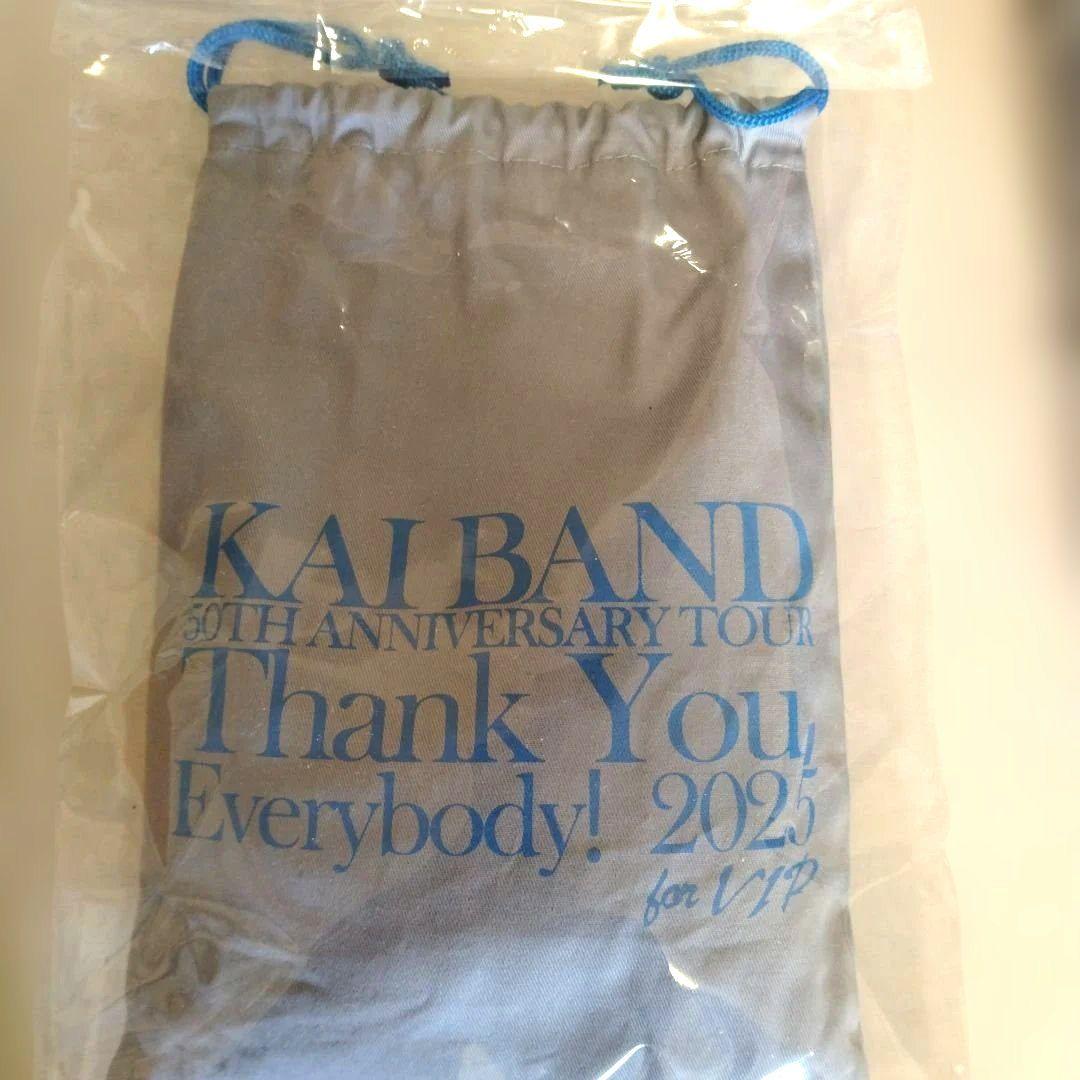 KAI BAND
50TH ANNIVERSARY TOUR
Thank You,
Everybody! 2025
for VIP